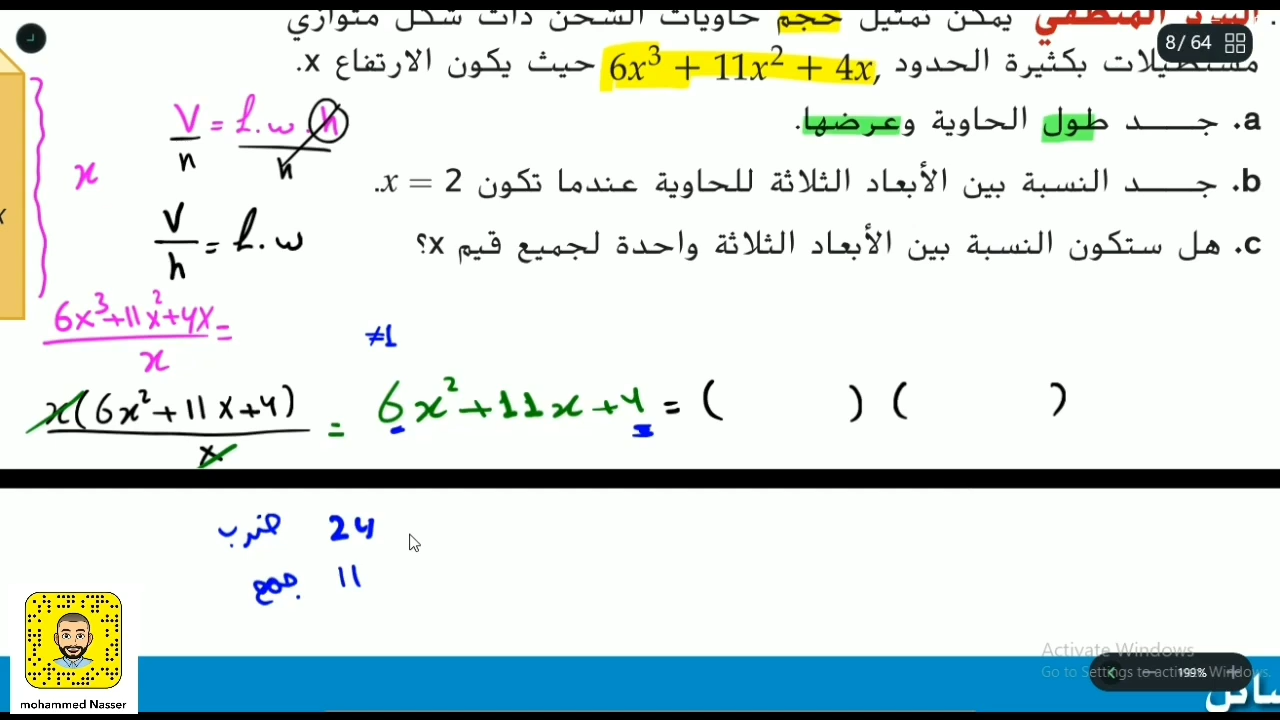 يمكن تمثيل حجم حاويات الشحن ذات شكل متوازي
8/ 64
مستطيلات بكثيرة الحدود 6x³ + 11x² + 4x, حيث يكون الارتفاع x.
a. جـــد طول الحاوية وعرضها.
b. جـــد النسبة بين الأبعاد الثلاثة للحاوية عندما تكون x = 2.
c. هل ستكون النسبة بين الأبعاد الثلاثة واحدة لجميع قيم x؟
V/h = L.w.h/h
x
V/h = L.w
6x³+11x²+4x/x =
≠1
x(6x²+11x+4)/x = 6x²+11x+4 = ( ) ( )
ضرب 24
جمع 11
mohammed Nasser
Activate Windows
Go to Settings to activate Windows.
199%